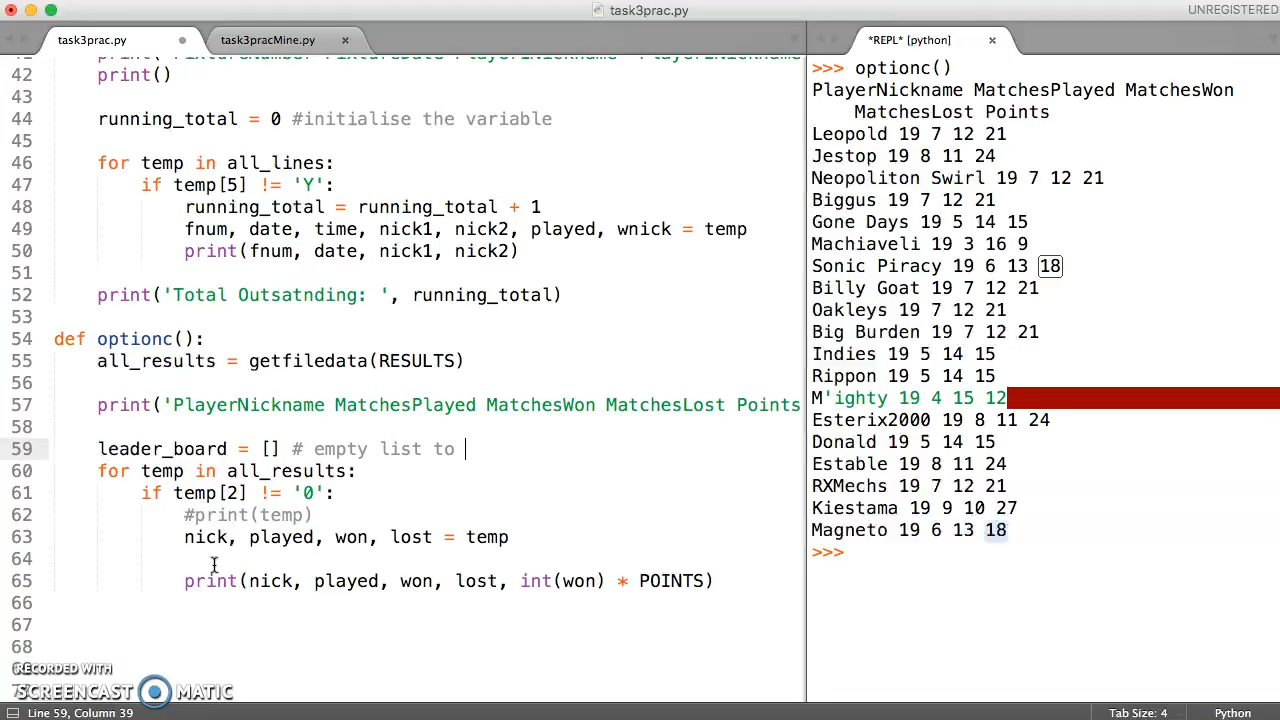 task3prac.py
UNREGISTERED
task3prac.py
task3pracMine.py
*REPL* [python]
42 print()
43
44 running_total = 0 #initialise the variable
45
46 for temp in all_lines:
47 if temp[5] != 'Y':
48 running_total = running_total + 1
49 fnum, date, time, nick1, nick2, played, wnick = temp
50 print(fnum, date, nick1, nick2)
51
52 print('Total Outsatnding: ', running_total)
53
54 def optionc():
55 all_results = getfiledata(RESULTS)
56
57 print('PlayerNickname MatchesPlayed MatchesWon MatchesLost Points
58
59 leader_board = [] # empty list to
60 for temp in all_results:
61 if temp[2] != '0':
62 #print(temp)
63 nick, played, won, lost = temp
64
65 print(nick, played, won, lost, int(won) * POINTS)
66
67
68
>>> optionc()
PlayerNickname MatchesPlayed MatchesWon
MatchesLost Points
Leopold 19 7 12 21
Jestop 19 8 11 24
Neopoliton Swirl 19 7 12 21
Biggus 19 7 12 21
Gone Days 19 5 14 15
Machiaveli 19 3 16 9
Sonic Piracy 19 6 13 18
Billy Goat 19 7 12 21
Oakleys 19 7 12 21
Big Burden 19 7 12 21
Indies 19 5 14 15
Rippon 19 5 14 15
M'ighty 19 4 15 12
Esterix2000 19 8 11 24
Donald 19 5 14 15
Estable 19 8 11 24
RXMechs 19 7 12 21
Kiestama 19 9 10 27
Magneto 19 6 13 18
>>>
RECORDED WITH
SCREENCAST MATIC
Line 59, Column 39
Tab Size: 4
Python